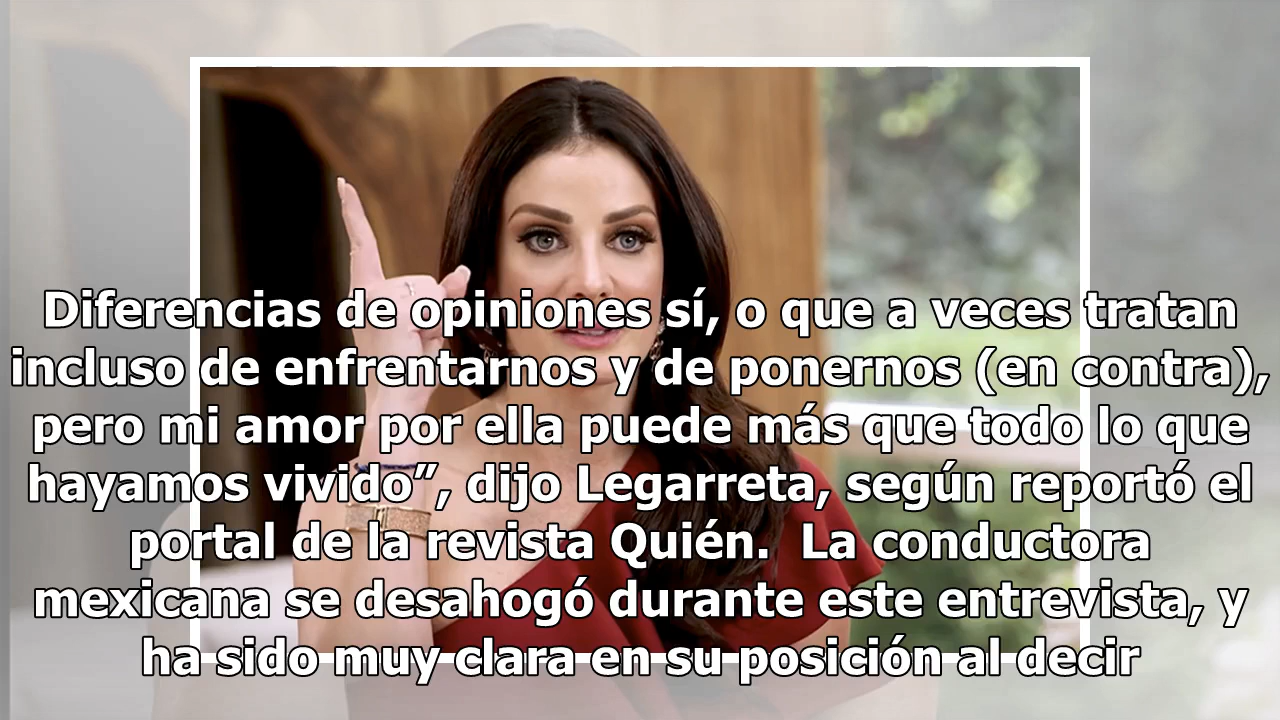 Diferencias de opiniones sí, o que a veces tratan
incluso de enfrentarnos y de ponernos (en contra),
pero mi amor por ella puede más que todo lo que
hayamos vivido”, dijo Legarreta, según reportó el
portal de la revista Quién.  La conductora
mexicana se desahogó durante este entrevista, y
ha sido muy clara en su posición al decir